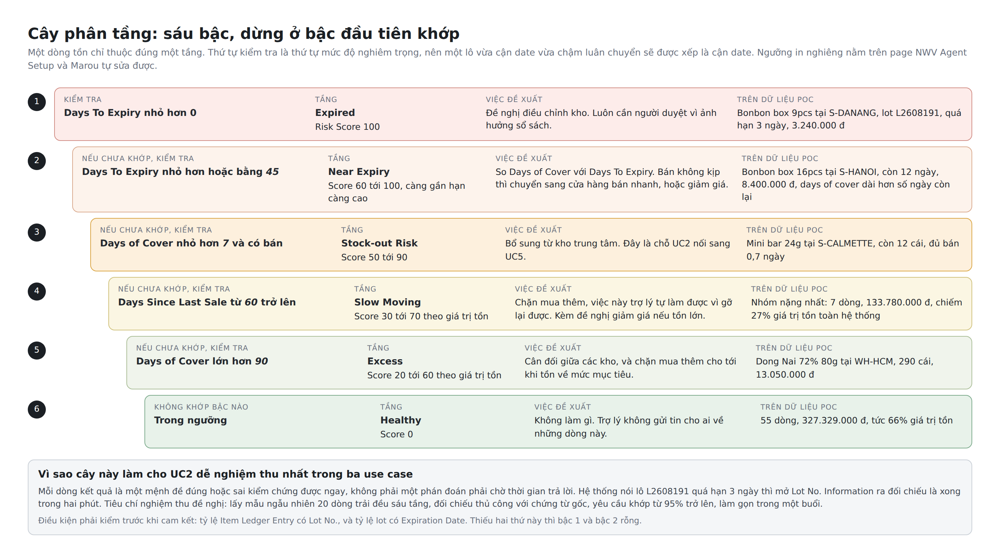 Cây phân tầng: sáu bậc, dừng ở bậc đầu tiên khớp
Một dòng tồn chỉ thuộc đúng một tầng. Thứ tự kiểm tra là thứ tự mức độ nghiêm trọng, nên một lô vừa cận date vừa chậm luân chuyển sẽ được xếp là cận date. Ngưỡng in nghiêng nằm trên page NWV Agent
Setup và Marou tự sửa được.
1
KIỂM TRA
Days To Expiry nhỏ hơn 0
TẦNG
Expired
Risk Score 100
VIỆC ĐỀ XUẤT
Đề nghị điều chỉnh kho. Luôn cần người duyệt vì ảnh
hưởng sổ sách.
TRÊN DỮ LIỆU POC
Bonbon box 9pcs tại S-DANANG, lot L2608191, quá
hạn 3 ngày, 3.240.000 đ
2
NẾU CHƯA KHỚP, KIỂM TRA
Days To Expiry nhỏ hơn hoặc bằng 45
TẦNG
Near Expiry
Score 60 tới 100, càng gần hạn
càng cao
VIỆC ĐỀ XUẤT
So Days of Cover với Days To Expiry. Bán không kịp
thì chuyển sang cửa hàng bán nhanh, hoặc giảm giá.
TRÊN DỮ LIỆU POC
Bonbon box 16pcs tại S-HANOI, còn 12 ngày,
8.400.000 đ, days of cover dài hơn số ngày còn
lại
3
NẾU CHƯA KHỚP, KIỂM TRA
Days of Cover nhỏ hơn 7 và có bán
TẦNG
Stock-out Risk
Score 50 tới 90
VIỆC ĐỀ XUẤT
Bổ sung từ kho trung tâm. Đây là chỗ UC2 nối sang
UC5.
TRÊN DỮ LIỆU POC
Mini bar 24g tại S-CALMETTE, còn 12 cái, đủ bán
0,7 ngày
4
NẾU CHƯA KHỚP, KIỂM TRA
Days Since Last Sale từ 60 trở lên
TẦNG
Slow Moving
Score 30 tới 70 theo giá trị tồn
VIỆC ĐỀ XUẤT
Chặn mua thêm, việc này trợ lý tự làm được vì gỡ
lại được. Kèm đề nghị giảm giá nếu tồn lớn.
TRÊN DỮ LIỆU POC
Nhóm nặng nhất: 7 dòng, 133.780.000 đ, chiếm
27% giá trị tồn toàn hệ thống
5
NẾU CHƯA KHỚP, KIỂM TRA
Days of Cover lớn hơn 90
TẦNG
Excess
Score 20 tới 60 theo giá trị tồn
VIỆC ĐỀ XUẤT
Cân đối giữa các kho, và chặn mua thêm cho tới
khi tồn về mức mục tiêu.
TRÊN DỮ LIỆU POC
Dong Nai 72% 80g tại WH-HCM, 290 cái,
13.050.000 đ
6
KHÔNG KHỚP BẬC NÀO
Trong ngưỡng
TẦNG
Healthy
Score 0
VIỆC ĐỀ XUẤT
Không làm gì. Trợ lý không gửi tin cho ai về
những dòng này.
TRÊN DỮ LIỆU POC
55 dòng, 327.329.000 đ, tức 66% giá trị tồn
Vì sao cây này làm cho UC2 dễ nghiệm thu nhất trong ba use case
Mỗi dòng kết quả là một mệnh đề đúng hoặc sai kiểm chứng được ngay, không phải một phán đoán phải chờ thời gian trả lời. Hệ thống nói lô L2608191 quá hạn 3 ngày thì mở Lot No. Information ra đối chiếu là xong
trong hai phút. Tiêu chí nghiệm thu đề nghị: lấy mẫu ngẫu nhiên 20 dòng trải đều sáu tầng, đối chiếu thủ công với chứng từ gốc, yêu cầu khớp từ 95% trở lên, làm gọn trong một buổi.
Điều kiện phải kiểm trước khi cam kết: tỷ lệ Item Ledger Entry có Lot No., và tỷ lệ lot có Expiration Date. Thiếu hai thứ này thì bậc 1 và bậc 2 rỗng.